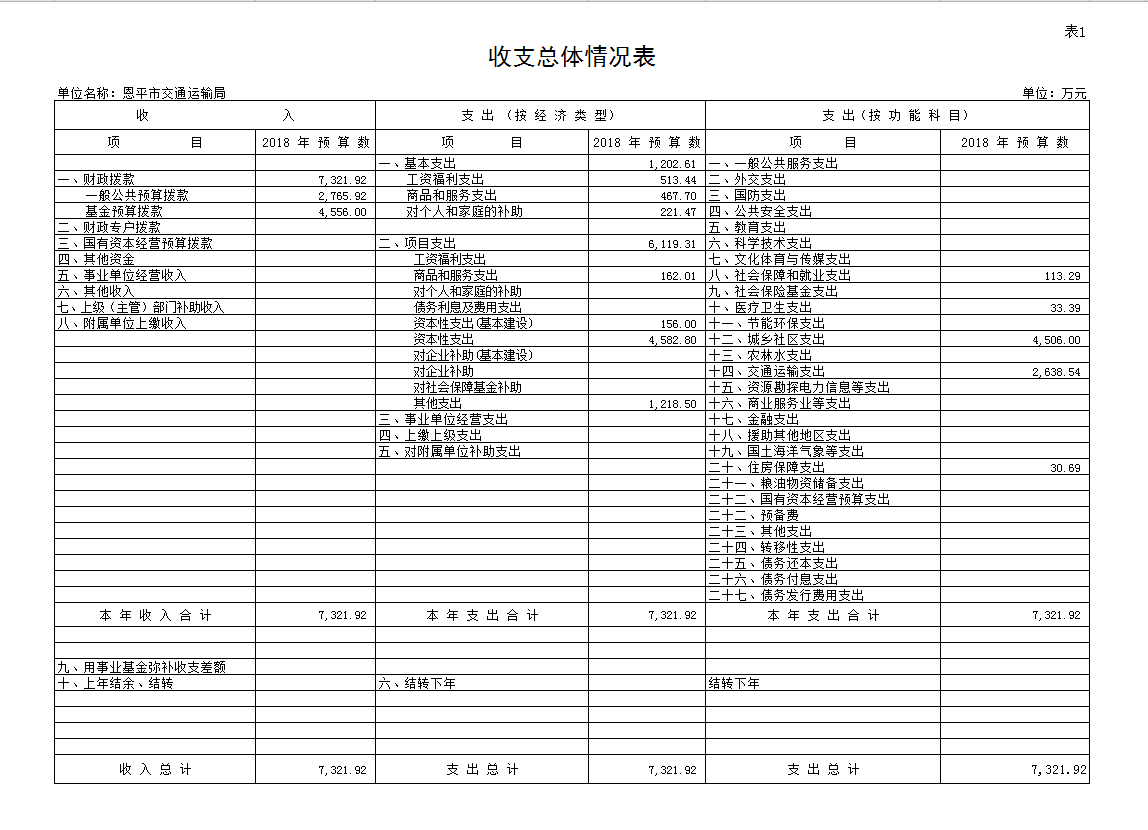 表1
收支总体情况表
单位名称：恩平市交通运输局 单位：万元
收 入 支 出 （按 经 济 类 型） 支 出（按 功 能 科 目）
项 目 2018 年 预 算 数 项 目 2018 年 预 算 数 项 目 2018 年 预 算 数
一、基本支出 1,202.61 一、一般公共服务支出
一、财政拨款 7,321.92 工资福利支出 513.44 二、外交支出
一般公共预算拨款 2,765.92 商品和服务支出 467.70 三、国防支出
基金预算拨款 4,556.00 对个人和家庭的补助 221.47 四、公共安全支出
二、财政专户拨款 五、教育支出
三、国有资本经营预算拨款 二、项目支出 6,119.31 六、科学技术支出
四、其他资金 工资福利支出 七、文化体育与传媒支出
五、事业单位经营收入 商品和服务支出 162.01 八、社会保障和就业支出 113.29
六、其他收入 对个人和家庭的补助 九、社会保险基金支出
七、上级（主管）部门补助收入 债务利息及费用支出 十、医疗卫生支出 33.39
八、附属单位上缴收入 资本性支出(基本建设） 156.00 十一、节能环保支出
资本性支出 4,582.80 十二、城乡社区支出 4,506.00
对企业补助(基本建设） 十三、农林水支出
对企业补助 十四、交通运输支出 2,638.54
对社会保障基金补助 十五、资源勘探电力信息等支出
其他支出 1,218.50 十六、商业服务业等支出
三、事业单位经营支出 十七、金融支出
四、上缴上级支出 十八、援助其他地区支出
五、对附属单位补助支出 十九、国土海洋气象等支出
二十、住房保障支出 30.69
二十一、粮油物资储备支出
二十二、国有资本经营预算支出
二十二、预备费
二十三、其他支出
二十四、转移性支出
二十五、债务还本支出
二十六、债务付息支出
二十七、债务发行费用支出
本 年 收 入 合 计 7,321.92 本 年 支 出 合 计 7,321.92 本 年 支 出 合 计 7,321.92
九、用事业基金弥补收支差额
十、上年结余、结转 六、结转下年 结转下年
收 入 总 计 7,321.92 支 出 总 计 7,321.92 支 出 总 计 7,321.92